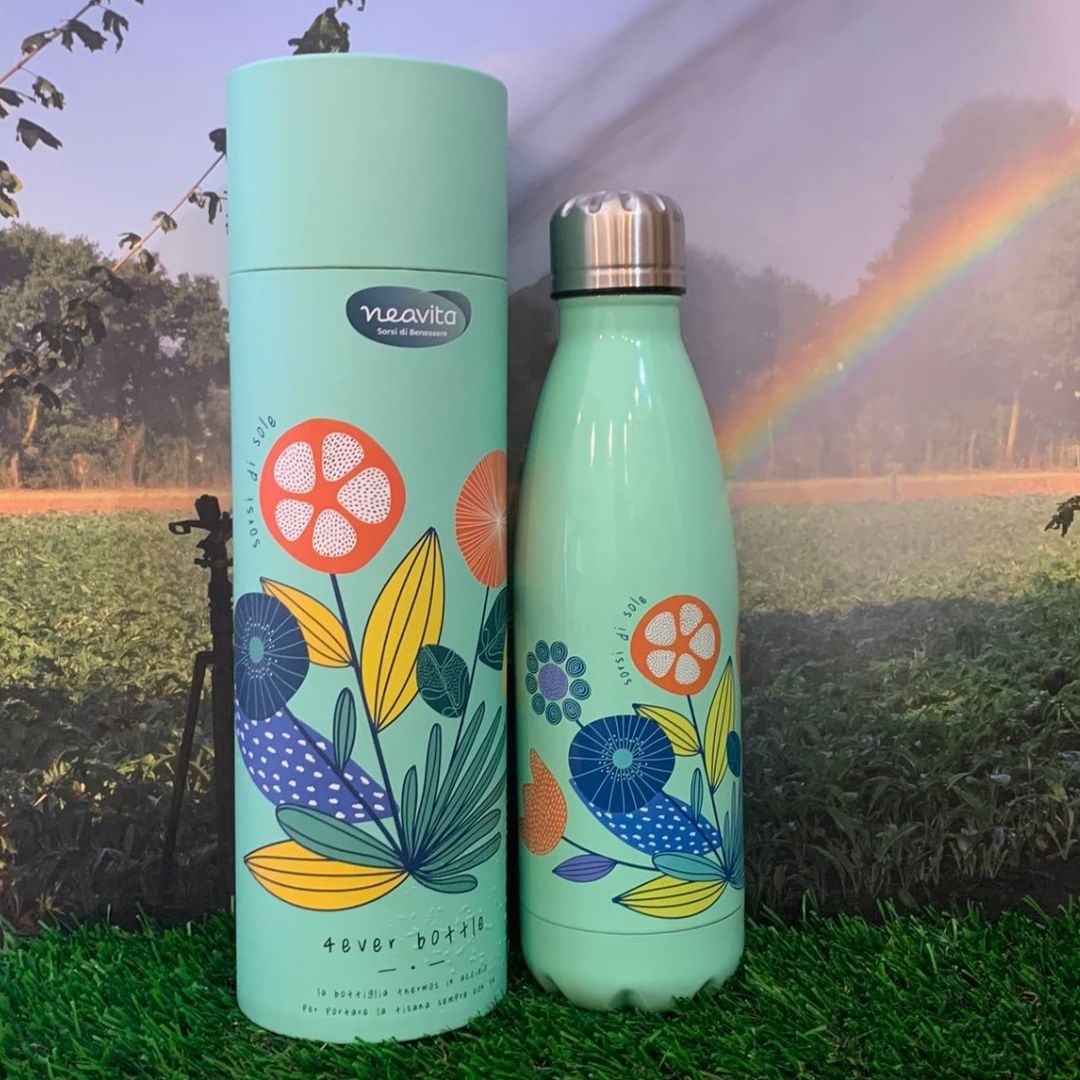 neavita
Sorsi di Benessere
sorsi di sole
4ever bottle
la bottiglia thermos in acciaio
Per Portare la tisana sempre con te
sorsi di sole